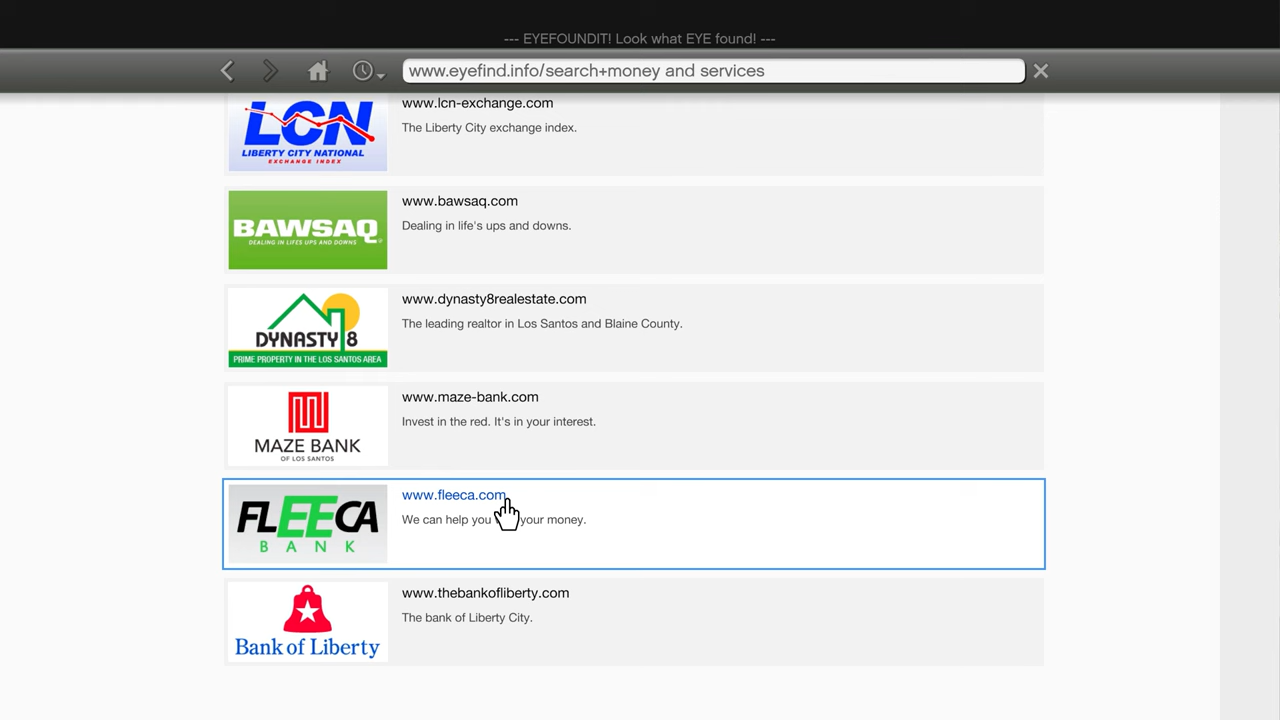 --- EYEFOUNDIT! Look what EYE found! ---
www.eyefind.info/search+money and services
LCN
LIBERTY CITY NATIONAL
EXCHANGE INDEX
www.lcn-exchange.com
The Liberty City exchange index.
BAWSAQ
DEALING IN LIFE'S UPS AND DOWNS
www.bawsaq.com
Dealing in life's ups and downs.
DYNASTY 8
PRIME PROPERTY IN THE LOS SANTOS AREA
www.dynasty8realestate.com
The leading realtor in Los Santos and Blaine County.
MAZE BANK
OF LOS SANTOS
www.maze-bank.com
Invest in the red. It's in your interest.
FLEECA
BANK
www.fleeca.com
We can help you your money.
Bank of Liberty
www.thebankofliberty.com
The bank of Liberty City.